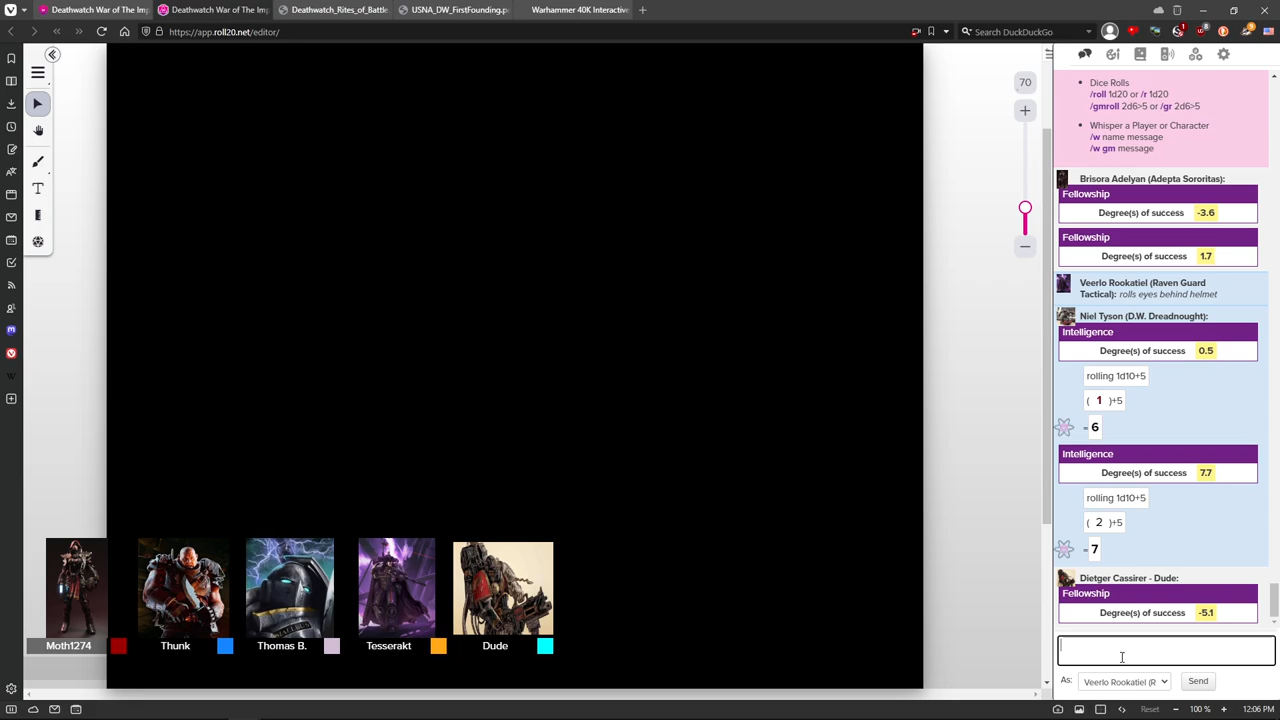 Deathwatch War Of The Imp
Deathwatch War Of The Imp
Deathwatch_Rites_of_Battle
USNA_DW_FirstFounding.p
Warhammer 40K Interactive
https://app.roll20.net/editor/
Search DuckDuckGo
70
Dice Rolls
/roll 1d20 or /r 1d20
/gmroll 2d6>5 or /gr 2d6>5
Whisper a Player or Character
/w name message
/w gm message
Brisora Adelyan (Adepta Sororitas):
Fellowship
Degree(s) of success -3.6
Fellowship
Degree(s) of success 1.7
Veerlo Rookatiel (Raven Guard
Tactical): rolls eyes behind helmet
Niel Tyson (D.W. Dreadnought):
Intelligence
Degree(s) of success 0.5
rolling 1d10+5
( 1 )+5
= 6
Intelligence
Degree(s) of success 7.7
rolling 1d10+5
( 2 )+5
= 7
Dietger Cassirer - Dude:
Fellowship
Degree(s) of success -5.1
Moth1274
Thunk
Thomas B.
Tesserakt
Dude
As: Veerlo Rookatiel (R
Send
Reset
100 %
12:06 PM